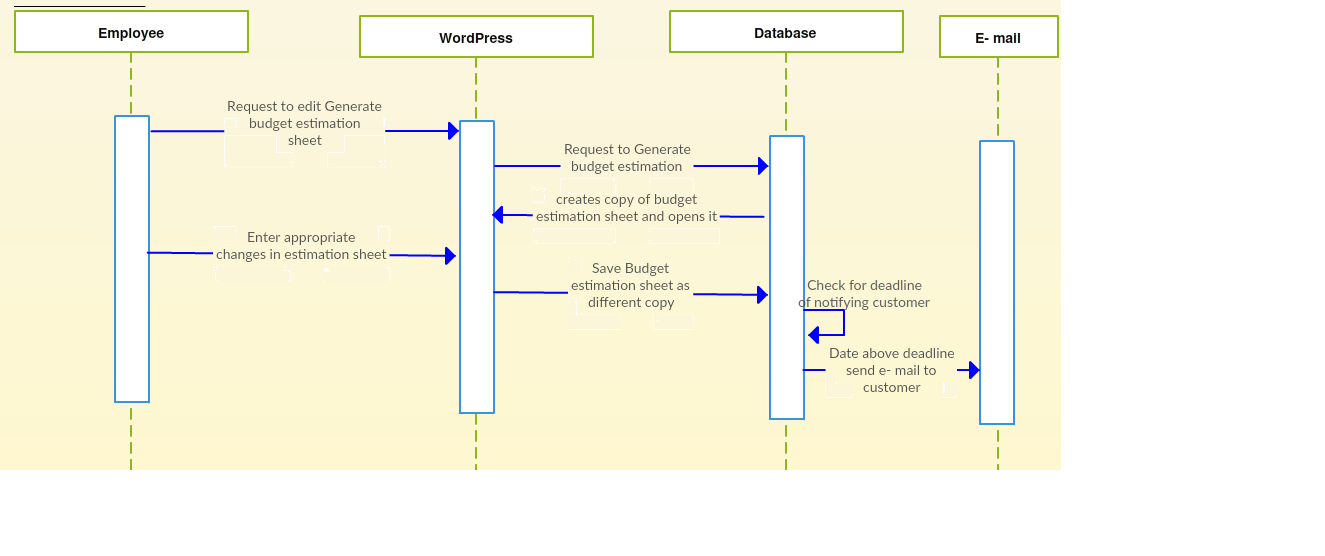 Employee
WordPress
Database
E- mail
Request to edit Generate
budget estimation
sheet
Request to Generate
budget estimation
creates copy of budget
estimation sheet and opens it
Enter appropriate
changes in estimation sheet
Save Budget
estimation sheet as
different copy
Check for deadline
of notifying customer
Date above deadline
send e- mail to
customer